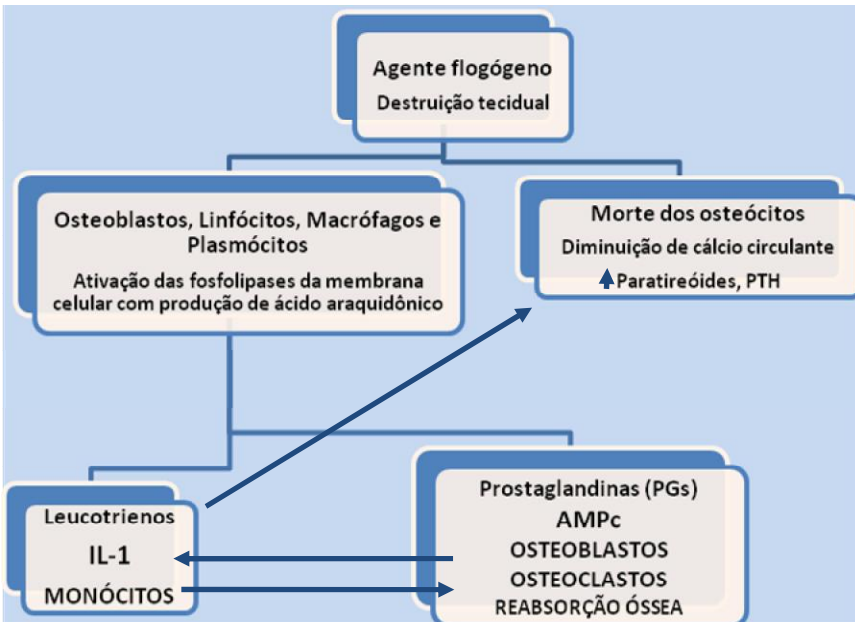 Agente flogógeno
Destruição tecidual
Osteoblastos, Linfócitos, Macrófagos e
Plasmócitos
Ativação das fosfolipases da membrana
celular com produção de ácido araquidônico
Morte dos osteócitos
Diminuição de cálcio circulante
Paratireóides, PTH
Leucotrienos
IL-1
MONÓCITOS
Prostaglandinas (PGs)
AMPc
OSTEOBLASTOS
OSTEOCLASTOS
REABSORÇÃO ÓSSEA